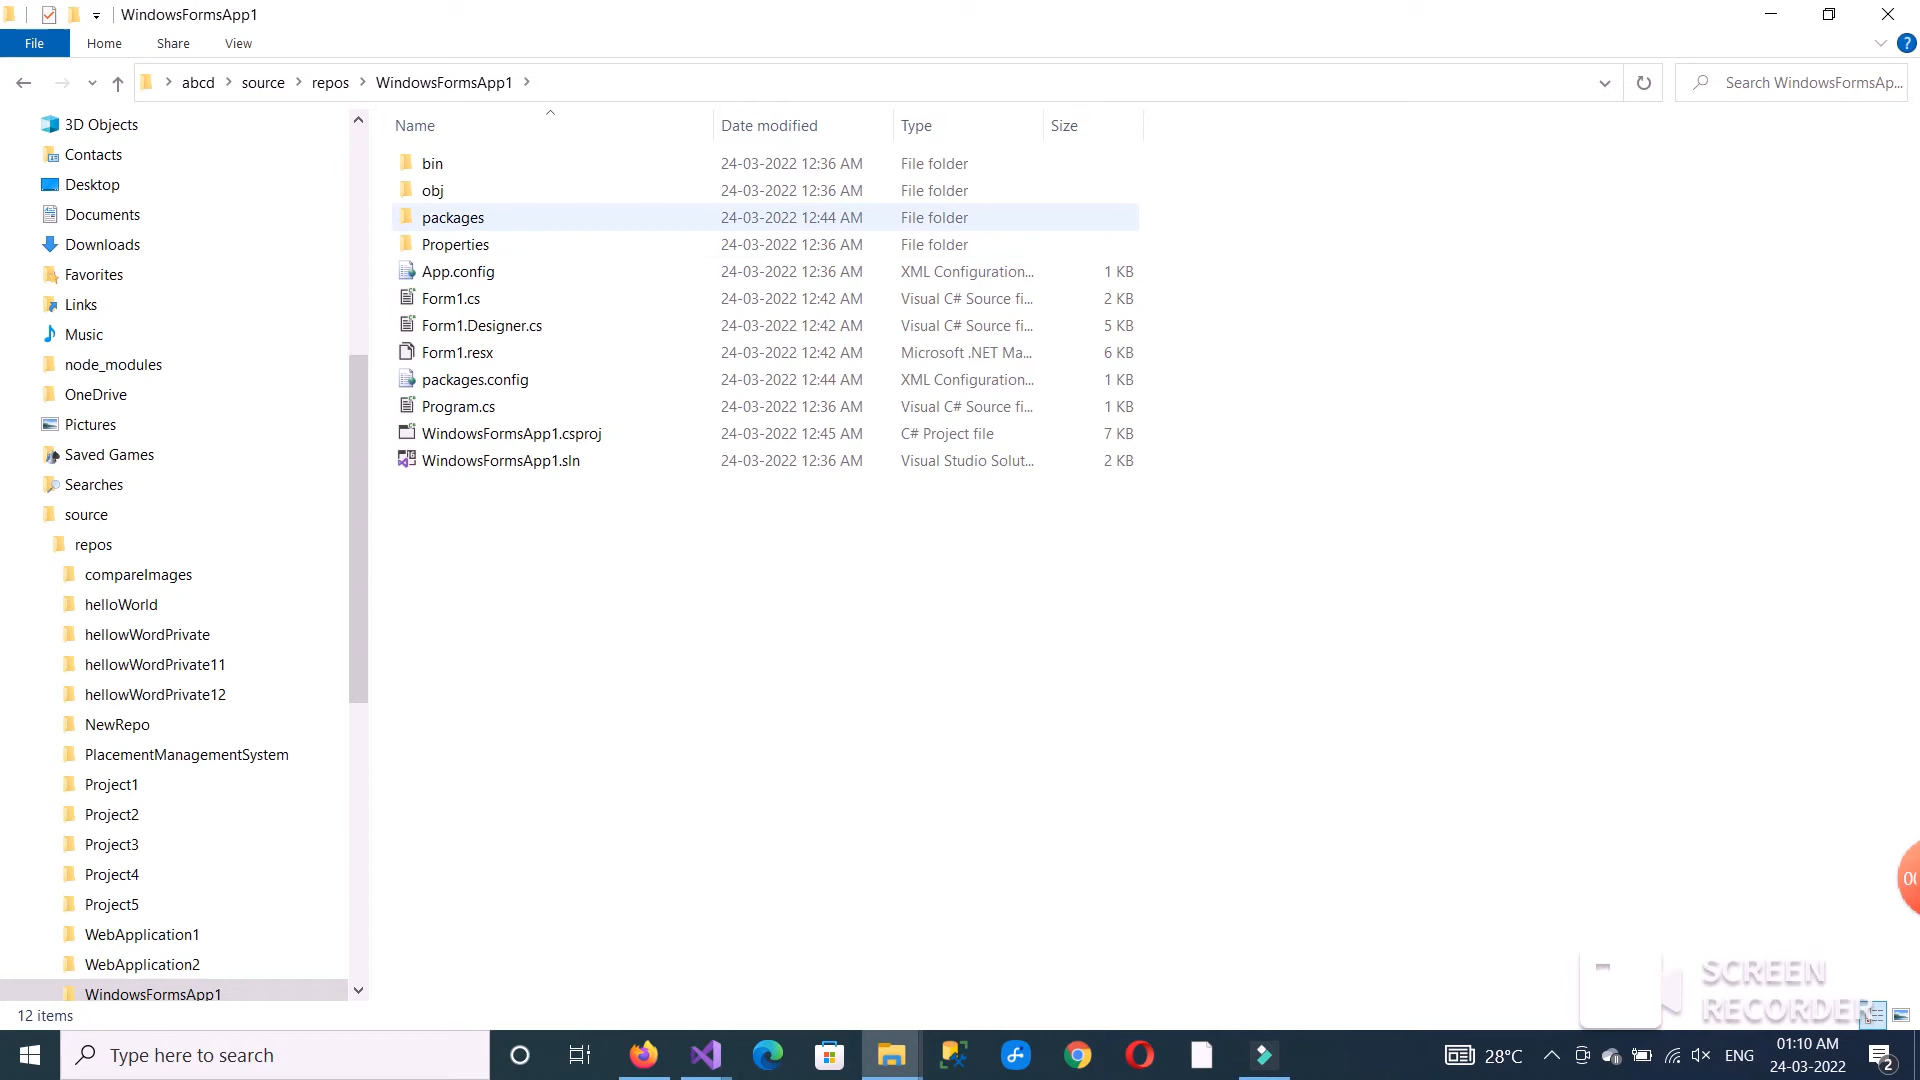 WindowsFormsApp1
File Home Share View
abcd source repos WindowsFormsApp1
Search WindowsFormsAp...
3D Objects
Contacts
Desktop
Documents
Downloads
Favorites
Links
Music
node_modules
OneDrive
Pictures
Saved Games
Searches
source
repos
compareImages
helloWorld
hellowWordPrivate
hellowWordPrivate11
hellowWordPrivate12
NewRepo
PlacementManagementSystem
Project1
Project2
Project3
Project4
Project5
WebApplication1
WebApplication2
WindowsFormsApp1
Name Date modified Type Size
bin 24-03-2022 12:36 AM File folder
obj 24-03-2022 12:36 AM File folder
packages 24-03-2022 12:44 AM File folder
Properties 24-03-2022 12:36 AM File folder
App.config 24-03-2022 12:36 AM XML Configuration... 1 KB
Form1.cs 24-03-2022 12:42 AM Visual C# Source fi... 2 KB
Form1.Designer.cs 24-03-2022 12:42 AM Visual C# Source fi... 5 KB
Form1.resx 24-03-2022 12:42 AM Microsoft .NET Ma... 6 KB
packages.config 24-03-2022 12:44 AM XML Configuration... 1 KB
Program.cs 24-03-2022 12:36 AM Visual C# Source fi... 1 KB
WindowsFormsApp1.csproj 24-03-2022 12:45 AM C# Project file 7 KB
WindowsFormsApp1.sln 24-03-2022 12:36 AM Visual Studio Solut... 2 KB
SCREEN
RECORDER
12 items
Type here to search
28°C
ENG
01:10 AM
24-03-2022
2